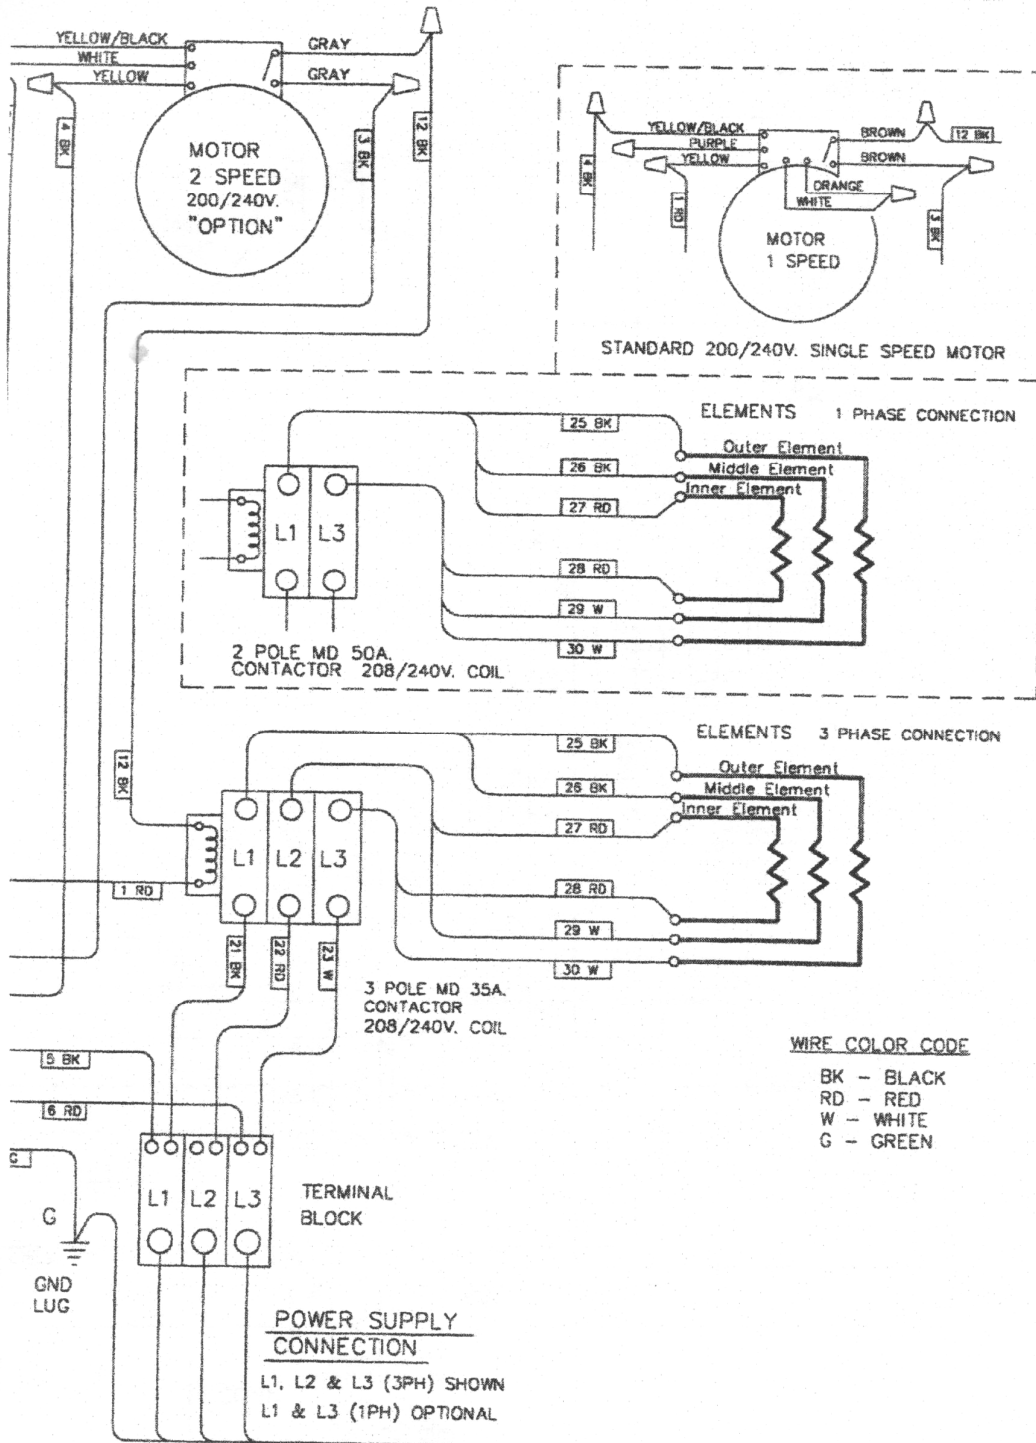 YELLOW/BLACK
WHITE
YELLOW
GRAY
GRAY
4 BK
3 BK
12 BK
MOTOR
2 SPEED
200/240V.
"OPTION"
YELLOW/BLACK
PURPLE
YELLOW
BROWN
12 BK
BROWN
ORANGE
WHITE
4 BK
1 RD
3 BK
MOTOR
1 SPEED
STANDARD 200/240V. SINGLE SPEED MOTOR
ELEMENTS 1 PHASE CONNECTION
25 BK
Outer Element
26 BK
Middle Element
27 RD
Inner Element
L1 L3
28 RD
29 W
30 W
2 POLE MD 50A.
CONTACTOR 208/240V. COIL
ELEMENTS 3 PHASE CONNECTION
25 BK
Outer Element
26 BK
Middle Element
27 RD
Inner Element
12 BK
L1 L2 L3
1 RD
28 RD
29 W
30 W
21 BK
22 RD
23 W
3 POLE MD 35A.
CONTACTOR
208/240V. COIL
WIRE COLOR CODE
BK - BLACK
RD - RED
W - WHITE
G - GREEN
5 BK
6 RD
G
L1 L2 L3
TERMINAL
BLOCK
G
GND
LUG
POWER SUPPLY
CONNECTION
L1, L2 & L3 (3PH) SHOWN
L1 & L3 (1PH) OPTIONAL